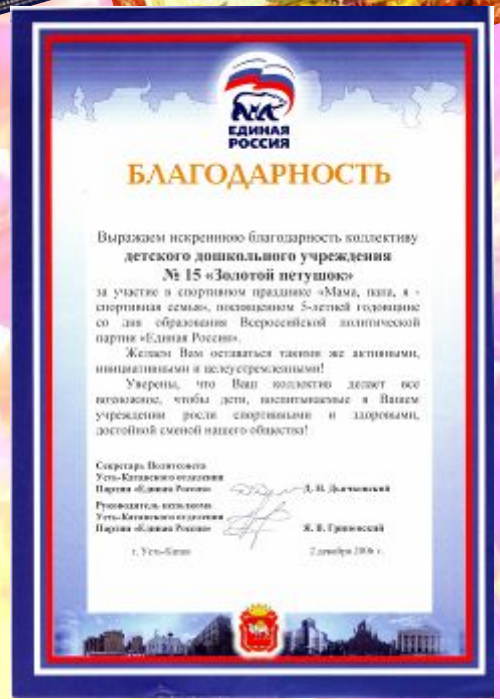 ЕДИНАЯ
РОССИЯ
БЛАГОДАРНОСТЬ
Выражаем искреннюю благодарность коллективу
детского дошкольного учреждения
№ 15 «Золотой петушок»
за участие в спортивном празднике «Мама, папа, я -
спортивная семья», посвященном 5-летней годовщине
со дня образования Всероссийской политической
партии «Единая Россия».
Желаем Вам оставаться такими же активными,
инициативными и целеустремленными!
Уверены, что Ваш коллектив делает все
возможное, чтобы дети, воспитываемые в Вашем
учреждении росли спортивными и здоровыми,
достойной сменой нашего общества!
Секретарь Политсовета
Усть-Катавского отделения
Партии «Единая Россия»
Руководитель исполкома
Усть-Катавского отделения
Партии «Единая Россия»
г. Усть-Катав
2 декабря 2006 г.